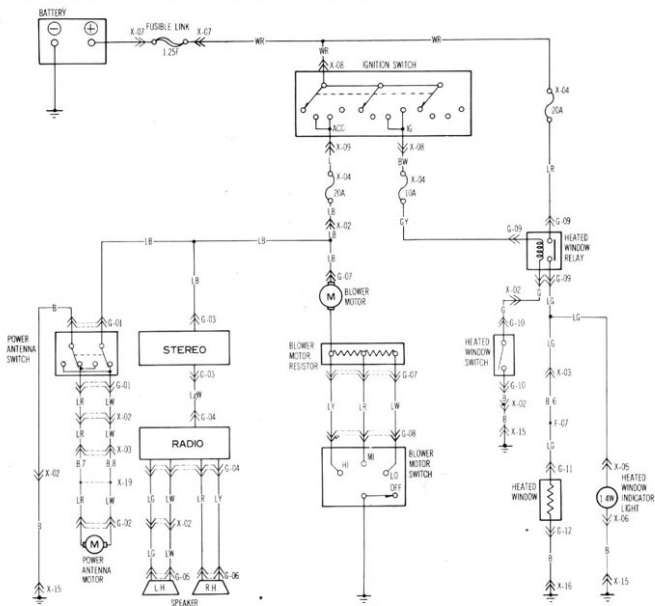 BATTERY
FUSIBLE LINK
X-07
X-07
1.25F
WR
WR
WR
X-08
IGNITION SWITCH
X-04
20A
ACC
IG
X-09
X-08
L
BW
X-04
20A
X-04
10A
LR
LB
GY
X-02
LB
G-09
G-09
HEATED
WINDOW
RELAY
LB
LB
LB
LB
G-07
G-09
M
BLOWER
MOTOR
X-02
G
G
LG
LG
B
G-01
G-03
G-10
POWER
ANTENNA
SWITCH
STEREO
BLOWER
MOTOR
RESISTOR
HEATED
WINDOW
SWITCH
LG
G-01
G-03
G-07
X-03
LR
LW
LW
LY
LR
LW
G-10
B
X-02
B
B 6
X-02
G-04
LR
LW
RADIO
G-08
X-15
F-07
X-03
MI
BLOWER
MOTOR
SWITCH
LG
B.7
B.8
HI
LO
G-04
G-11
X-05
X-02
X-19
OFF
HEATED
WINDOW
1.4W
HEATED
WINDOW
INDICATOR
LIGHT
LR
LW
LG
LW
LR
LY
X-06
G-02
X-02
G-12
B
M
LG
LW
B
B
POWER
ANTENNA
MOTOR
G-05
G-06
X-15
LH
RH
X-16
X-15
SPEAKER